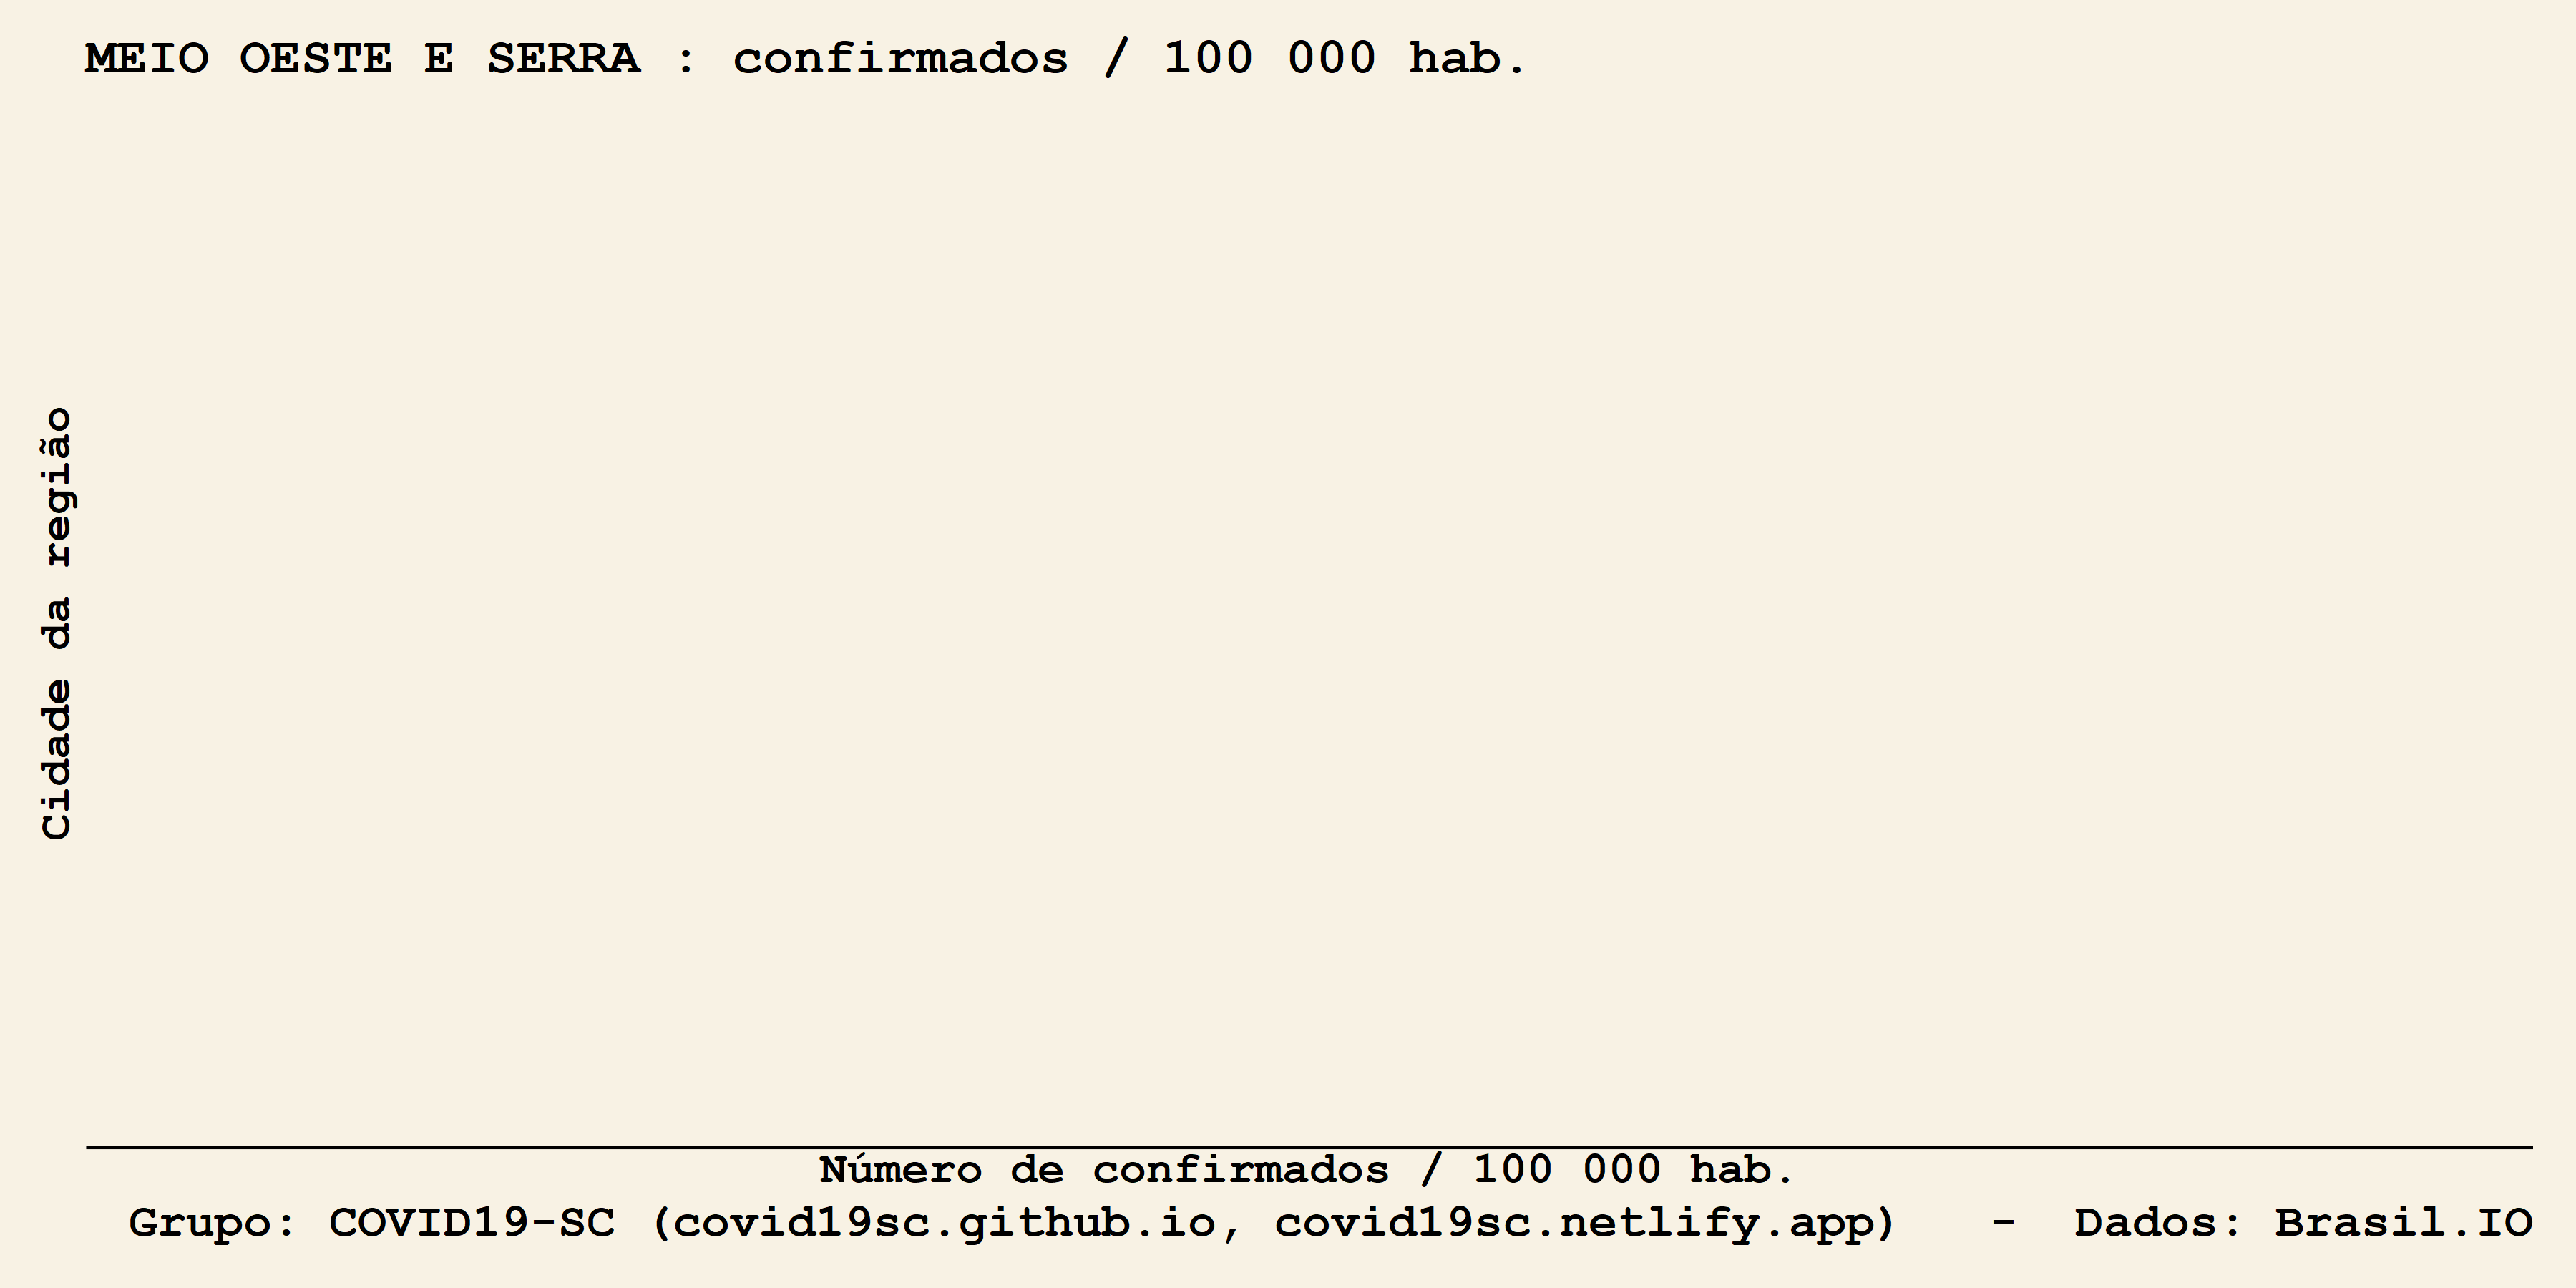 MEIO OESTE E SERRA : confirmados / 100 000 hab.
Cidade da região
Número de confirmados / 100 000 hab.
Grupo: COVID19-SC (covid19sc.github.io, covid19sc.netlify.app) - Dados: Brasil.IO